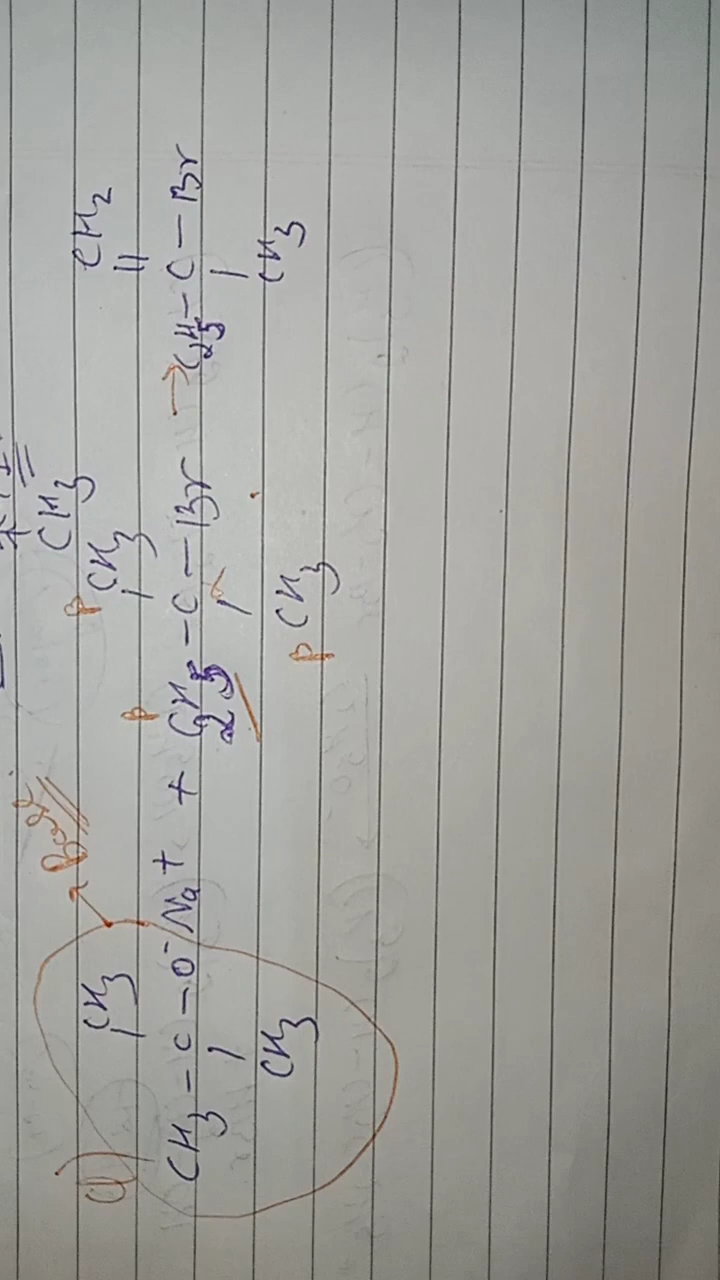 CH3
d) CH3 → Base β CH3 CH2
| | ||
CH3 - C - O⁻Na+ + β C2H5 - C - Br → C2H5 - C - Br
| | |
CH3 β CH3 CH3